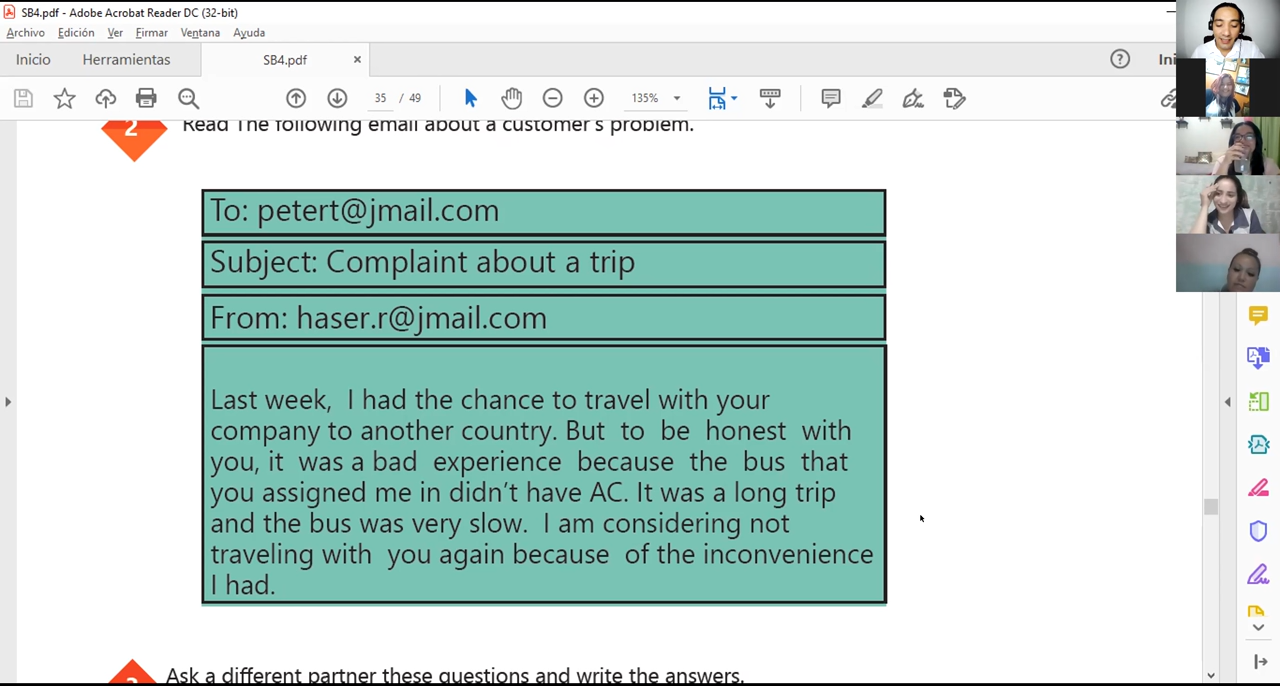 SB4.pdf - Adobe Acrobat Reader DC (32-bit)
Archivo Edición Ver Firmar Ventana Ayuda
Inicio Herramientas SB4.pdf × ? Ini
35 / 49 135%
2 Read The following email about a customer's problem.
To: petert@jmail.com
Subject: Complaint about a trip
From: haser.r@jmail.com
Last week, I had the chance to travel with your
company to another country. But to be honest with
you, it was a bad experience because the bus that
you assigned me in didn't have AC. It was a long trip
and the bus was very slow. I am considering not
traveling with you again because of the inconvenience
I had.
Ask a different partner these questions and write the answers.